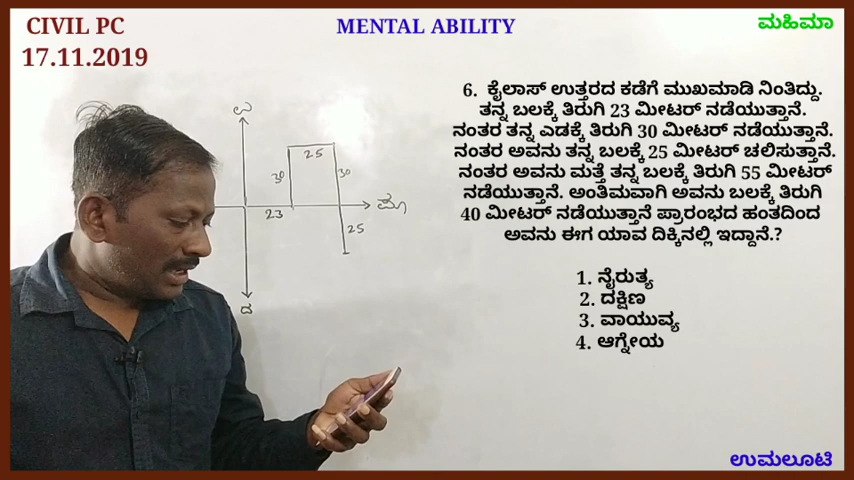 CIVIL PC
17.11.2019
MENTAL ABILITY
ಮಹಿಮಾ
6. ಕೈಲಾಸ್ ಉತ್ತರದ ಕಡೆಗೆ ಮುಖಮಾಡಿ ನಿಂತಿದ್ದು.
ತನ್ನ ಬಲಕ್ಕೆ ತಿರುಗಿ 23 ಮೀಟರ್ ನಡೆಯುತ್ತಾನೆ.
ನಂತರ ತನ್ನ ಎಡಕ್ಕೆ ತಿರುಗಿ 30 ಮೀಟರ್ ನಡೆಯುತ್ತಾನೆ.
ನಂತರ ಅವನು ತನ್ನ ಬಲಕ್ಕೆ 25 ಮೀಟರ್ ಚಲಿಸುತ್ತಾನೆ.
ನಂತರ ಅವನು ಮತ್ತೆ ತನ್ನ ಬಲಕ್ಕೆ ತಿರುಗಿ 55 ಮೀಟರ್
ನಡೆಯುತ್ತಾನೆ. ಅಂತಿಮವಾಗಿ ಅವನು ಬಲಕ್ಕೆ ತಿರುಗಿ
40 ಮೀಟರ್ ನಡೆಯುತ್ತಾನೆ ಪ್ರಾರಂಭದ ಹಂತದಿಂದ
ಅವನು ಈಗ ಯಾವ ದಿಕ್ಕಿನಲ್ಲಿ ಇದ್ದಾನೆ.?
1. ನೈರುತ್ಯ
2. ದಕ್ಷಿಣ
3. ವಾಯುವ್ಯ
4. ಆಗ್ನೇಯ
ಉ
25
30
30
23
ಪೂ
25
ದ
ಉಮಲೂಟಿ